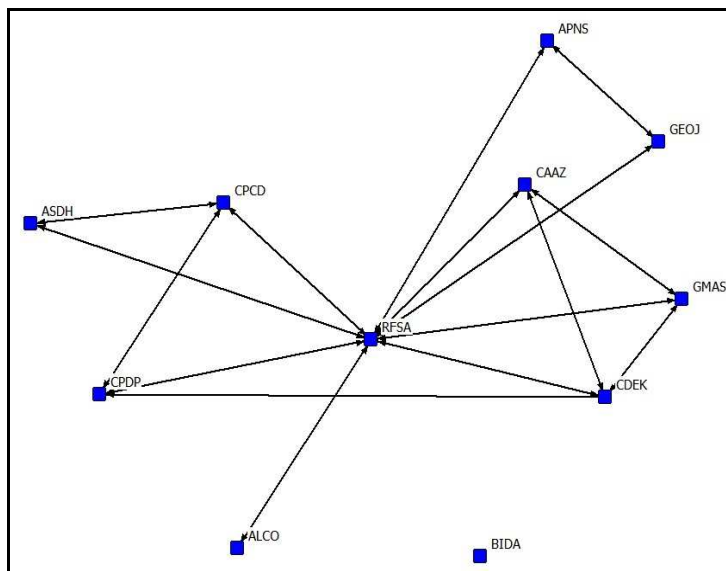 APNS
GEOJ
CAAZ
CPCD
ASDH
GMAS
RFSA
CPDP
CDEK
ALCO
BIDA